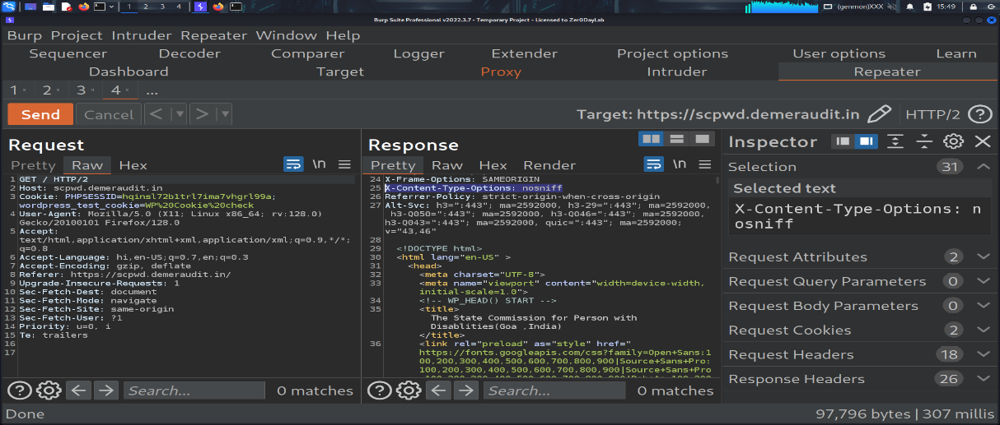 1 2 3 4
(genmon)XXX
15:49
Burp Suite Professional v2022.3.7 - Temporary Project - Licensed to Zer0DayLab
Burp Project Intruder Repeater Window Help
Sequencer Decoder Comparer Logger Extender Project options User options Learn
Dashboard Target Proxy Intruder Repeater
1 × 2 × 3 × 4 × ...
Send Cancel < > Target: https://scpwd.demeraudit.in HTTP/2 ?
Request
Pretty Raw Hex \n
1 GET / HTTP/2
2 Host: scpwd.demeraudit.in
3 Cookie: PHPSESSID=hqinsl72b1trl7ima7vhgrl99a;
wordpress_test_cookie=WP%20Cookie%20check
4 User-Agent: Mozilla/5.0 (X11; Linux x86_64; rv:128.0)
Gecko/20100101 Firefox/128.0
5 Accept:
text/html,application/xhtml+xml,application/xml;q=0.9,*/*;
q=0.8
6 Accept-Language: hi,en-US;q=0.7,en;q=0.3
7 Accept-Encoding: gzip, deflate
8 Referer: https://scpwd.demeraudit.in/
9 Upgrade-Insecure-Requests: 1
10 Sec-Fetch-Dest: document
11 Sec-Fetch-Mode: navigate
12 Sec-Fetch-Site: same-origin
13 Sec-Fetch-User: ?1
14 Priority: u=0, i
15 Te: trailers
16
17
? Search... 0 matches
Response
Pretty Raw Hex Render \n
24 X-Frame-Options: SAMEORIGIN
25 X-Content-Type-Options: nosniff
26 Referrer-Policy: strict-origin-when-cross-origin
27 Alt-Svc: h3=":443"; ma=2592000, h3-29=":443"; ma=2592000,
h3-Q050=":443"; ma=2592000, h3-Q046=":443"; ma=2592000,
h3-Q043=":443"; ma=2592000, quic=":443"; ma=2592000;
v="43,46"
28
29 <!DOCTYPE html>
30 <html lang="en-US" >
31 <head>
32 <meta charset="UTF-8">
33 <meta name="viewport" content="width=device-width,
initial-scale=1.0">
34 <!-- WP_HEAD() START -->
35 <title>
The State Commission for Person with
Disablities(Goa ,India)
</title>
36 <link rel="preload" as="style" href="
https://fonts.googleapis.com/css?family=Open+Sans:1
00,200,300,400,500,600,700,800,900|Source+Sans+Pro
:100,200,300,400,500,600,700,800,900|Source+Sans+Pro
? Search... 0 matches
Inspector ?
Selection 31
Selected text
X-Content-Type-Options: n
osniff
Request Attributes 2
Request Query Parameters 0
Request Body Parameters 0
Request Cookies 2
Request Headers 18
Response Headers 26
Done
97,796 bytes | 307 millis